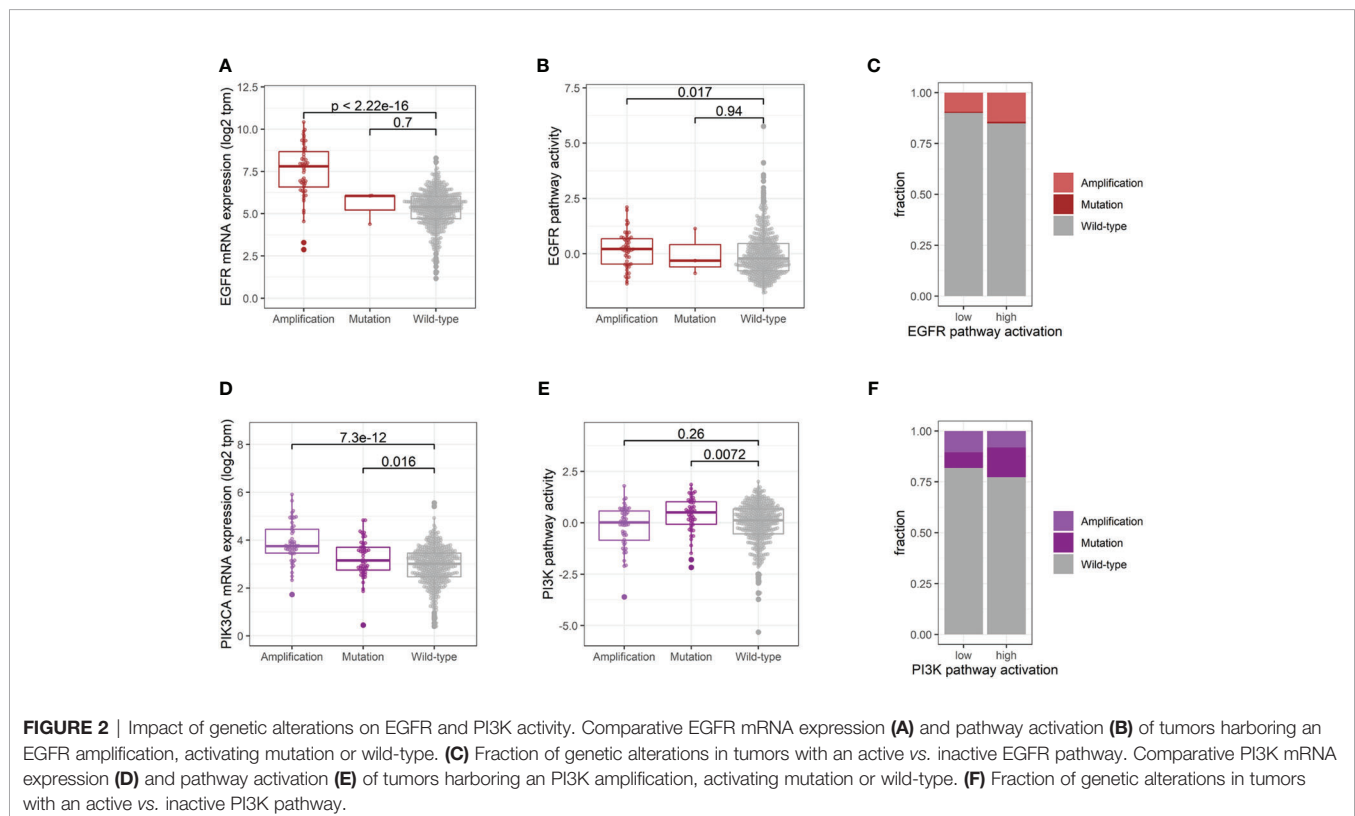 A
EGFR mRNA expression (log2 tpm)
12.5
10.0
7.5
5.0
2.5
0.0
p < 2.22e-16
0.7
Amplification Mutation Wild-type
B
EGFR pathway activity
7.5
5.0
2.5
0.0
0.017
0.94
Amplification Mutation Wild-type
C
fraction
1.00
0.75
0.50
0.25
0.00
low high
EGFR pathway activation
Amplification
Mutation
Wild-type
D
PIK3CA mRNA expression (log2 tpm)
8
6
4
2
0
7.3e-12
0.016
Amplification Mutation Wild-type
E
PI3K pathway activity
2.5
0.0
-2.5
-5.0
0.26
0.0072
Amplification Mutation Wild-type
F
fraction
1.00
0.75
0.50
0.25
0.00
low high
PI3K pathway activation
Amplification
Mutation
Wild-type
FIGURE 2 | Impact of genetic alterations on EGFR and PI3K activity. Comparative EGFR mRNA expression (A) and pathway activation (B) of tumors harboring an
EGFR amplification, activating mutation or wild-type. (C) Fraction of genetic alterations in tumors with an active vs. inactive EGFR pathway. Comparative PI3K mRNA
expression (D) and pathway activation (E) of tumors harboring an PI3K amplification, activating mutation or wild-type. (F) Fraction of genetic alterations in tumors
with an active vs. inactive PI3K pathway.